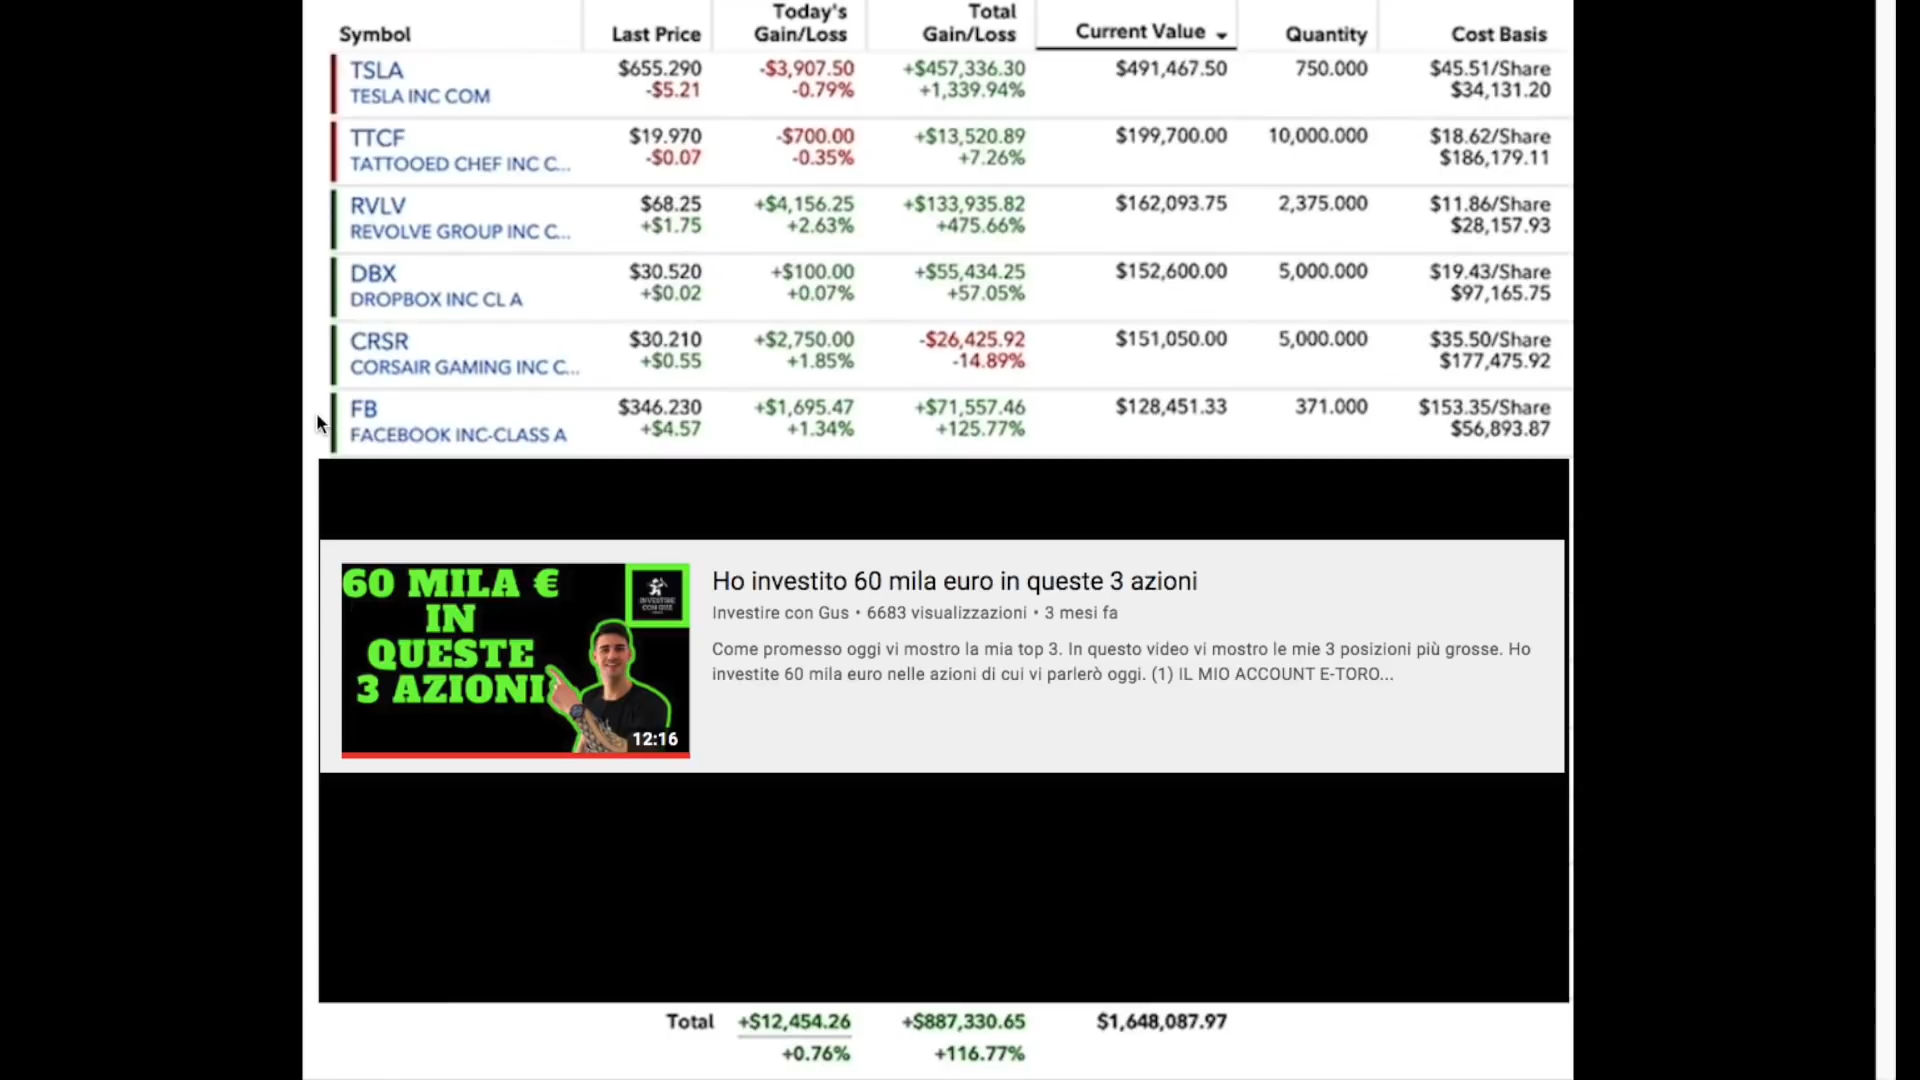 Symbol Last Price Today's Gain/Loss Total Gain/Loss Current Value Quantity Cost Basis
TSLA $655.290 -$3,907.50 +$457,336.30 $491,467.50 750.000 $45.51/Share
TESLA INC COM -$5.21 -0.79% +1,339.94% $34,131.20
TTCF $19.970 -$700.00 +$13,520.89 $199,700.00 10,000.000 $18.62/Share
TATTOOED CHEF INC C... -$0.07 -0.35% +7.26% $186,179.11
RVLV $68.25 +$4,156.25 +$133,935.82 $162,093.75 2,375.000 $11.86/Share
REVOLVE GROUP INC C... +$1.75 +2.63% +475.66% $28,157.93
DBX $30.520 +$100.00 +$55,434.25 $152,600.00 5,000.000 $19.43/Share
DROPBOX INC CL A +$0.02 +0.07% +57.05% $97,165.75
CRSR $30.210 +$2,750.00 -$26,425.92 $151,050.00 5,000.000 $35.50/Share
CORSAIR GAMING INC C... +$0.55 +1.85% -14.89% $177,475.92
FB $346.230 +$1,695.47 +$71,557.46 $128,451.33 371.000 $153.35/Share
FACEBOOK INC-CLASS A +$4.57 +1.34% +125.77% $56,893.87
60 MILA €
IN
QUESTE
3 AZIONI
INVESTIRE
CON GUS
12:16
Ho investito 60 mila euro in queste 3 azioni
Investire con Gus • 6683 visualizzazioni • 3 mesi fa
Come promesso oggi vi mostro la mia top 3. In questo video vi mostro le mie 3 posizioni più grosse. Ho
investite 60 mila euro nelle azioni di cui vi parlerò oggi. (1) IL MIO ACCOUNT E-TORO...
Total +$12,454.26 +$887,330.65 $1,648,087.97
+0.76% +116.77%